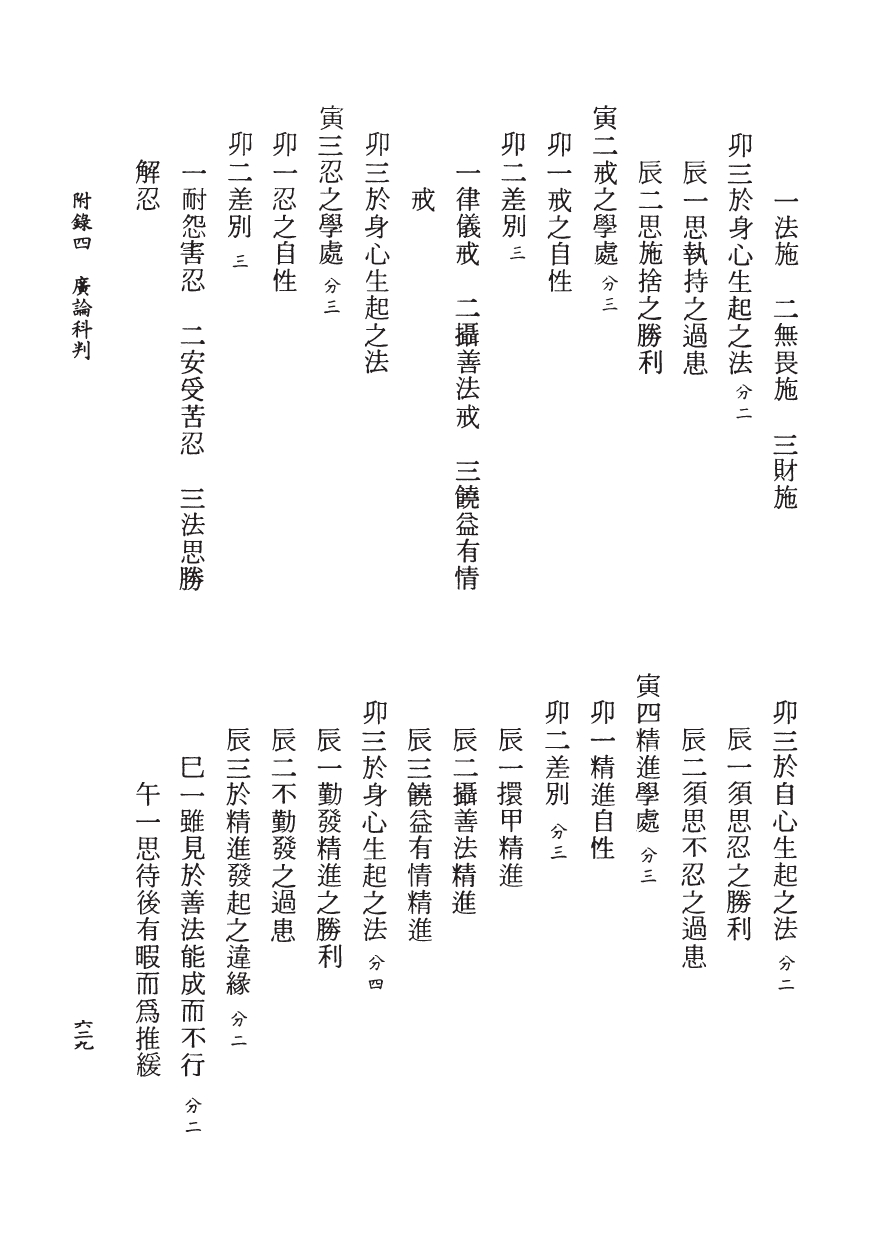 一法施　二無畏施　三財施
卯三於身心生起之法 分二
辰一思執持之過患
辰二思施捨之勝利
寅二戒之學處 分三
卯一戒之自性
卯二差別 三
一律儀戒　二攝善法戒　三饒益有情
戒
卯三於身心生起之法
寅三忍之學處 分三
卯一忍之自性
卯二差別 三
一耐怨害忍　二安受苦忍　三法思勝
解忍
卯三於自心生起之法 分二
辰一須思忍之勝利
辰二須思不忍之過患
寅四精進學處 分三
卯一精進自性
卯二差別 分三
辰一擐甲精進
辰二攝善法精進
辰三饒益有情精進
卯三於身心生起之法 分四
辰一勤發精進之勝利
辰二不勤發之過患
辰三於精進發起之違緣 分二
巳一雖見於善法能成而不行 分二
午一思待後有暇而爲推緩
附錄四　廣論科判
六二九